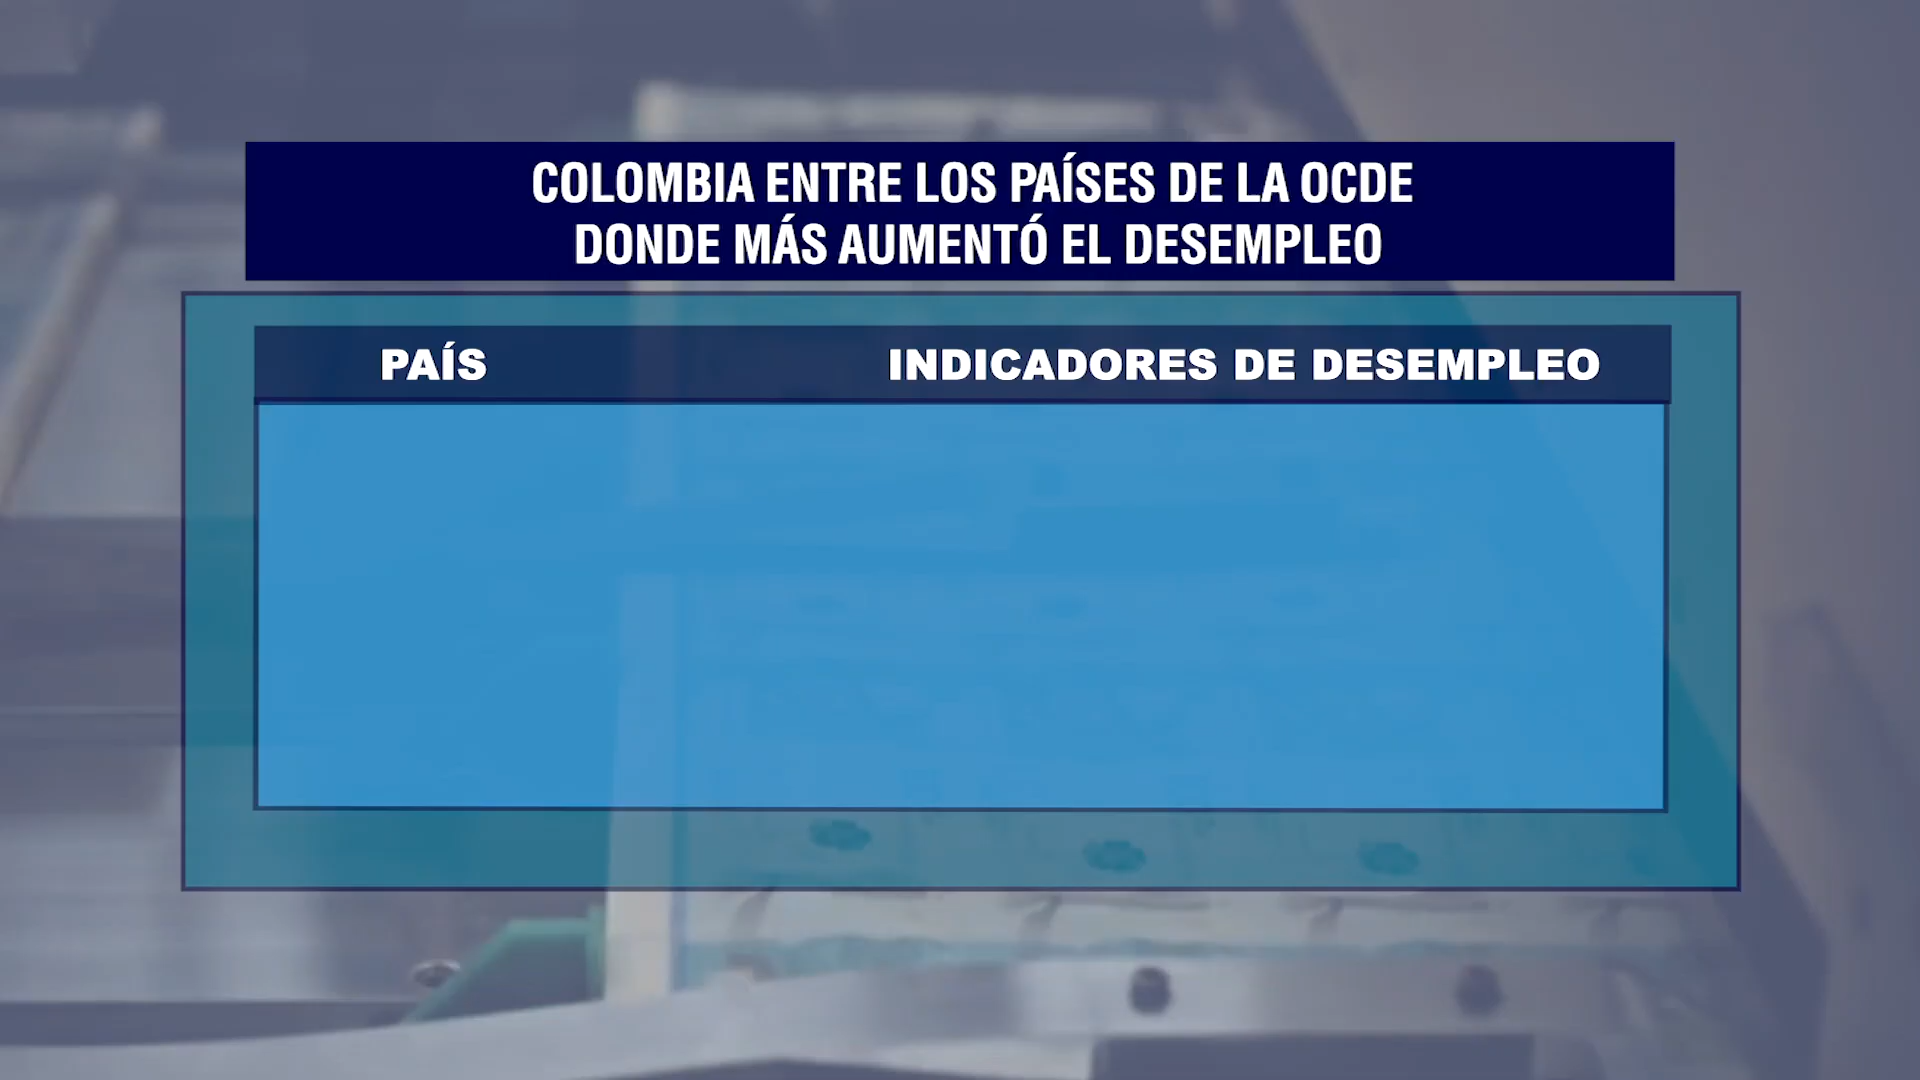 COLOMBIA ENTRE LOS PAÍSES DE LA OCDE
DONDE MÁS AUMENTÓ EL DESEMPLEO
PAÍS INDICADORES DE DESEMPLEO